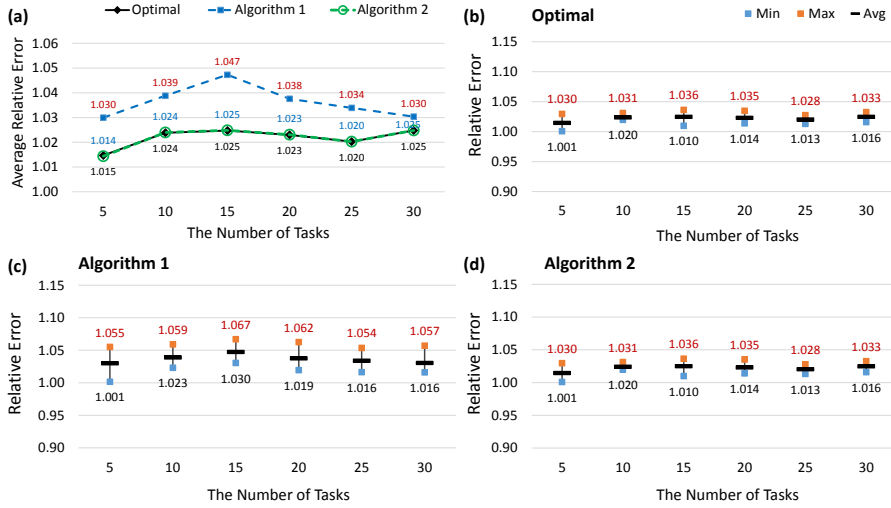 (a)
Optimal
Algorithm 1
Algorithm 2
Average Relative Error
1.06
1.05
1.04
1.03
1.02
1.01
1.00
1.030
1.039
1.047
1.038
1.034
1.030
1.014
1.024
1.025
1.023
1.020
1.025
1.015
1.024
1.025
1.023
1.020
1.025
5 10 15 20 25 30
The Number of Tasks
(b)
Optimal
Min
Max
Avg
Relative Error
1.15
1.10
1.05
1.00
0.95
0.90
1.030 1.031 1.036 1.035 1.028 1.033
1.001 1.020 1.010 1.014 1.013 1.016
5 10 15 20 25 30
The Number of Tasks
(c)
Algorithm 1
Relative Error
1.15
1.10
1.05
1.00
0.95
0.90
1.055 1.059 1.067 1.062 1.054 1.057
1.001 1.023 1.030 1.019 1.016 1.016
5 10 15 20 25 30
The Number of Tasks
(d)
Algorithm 2
Relative Error
1.15
1.10
1.05
1.00
0.95
0.90
1.030 1.031 1.036 1.035 1.028 1.033
1.001 1.020 1.010 1.014 1.013 1.016
5 10 15 20 25 30
The Number of Tasks